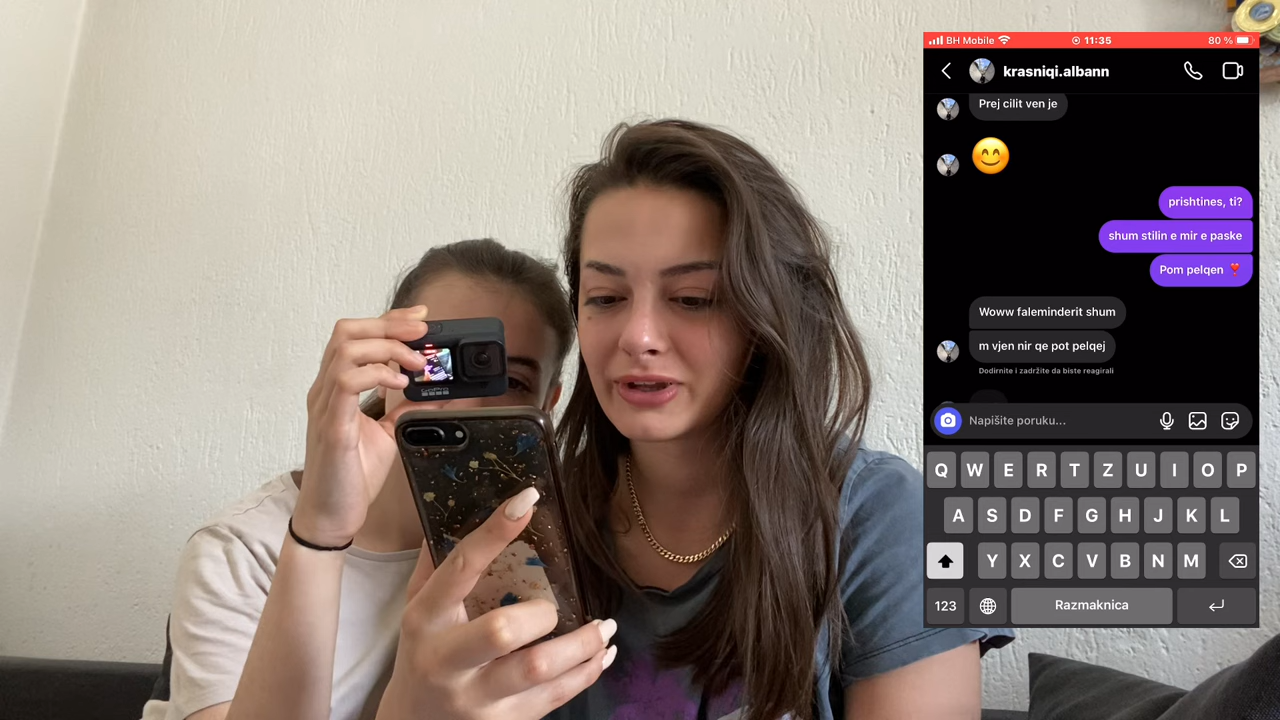 BH Mobile 11:35 80 %
krasniqi.albann
Prej cilit ven je
😊
prishtines, ti?
shum stilin e mir e paske
Pom pelqen ❣️
Woww faleminderit shum
m vjen nir qe pot pelqej
Dodirnite i zadržite da biste reagirali
Napišite poruku...
Q W E R T Z U I O P
A S D F G H J K L
Y X C V B N M
123 Razmaknica
GoPro